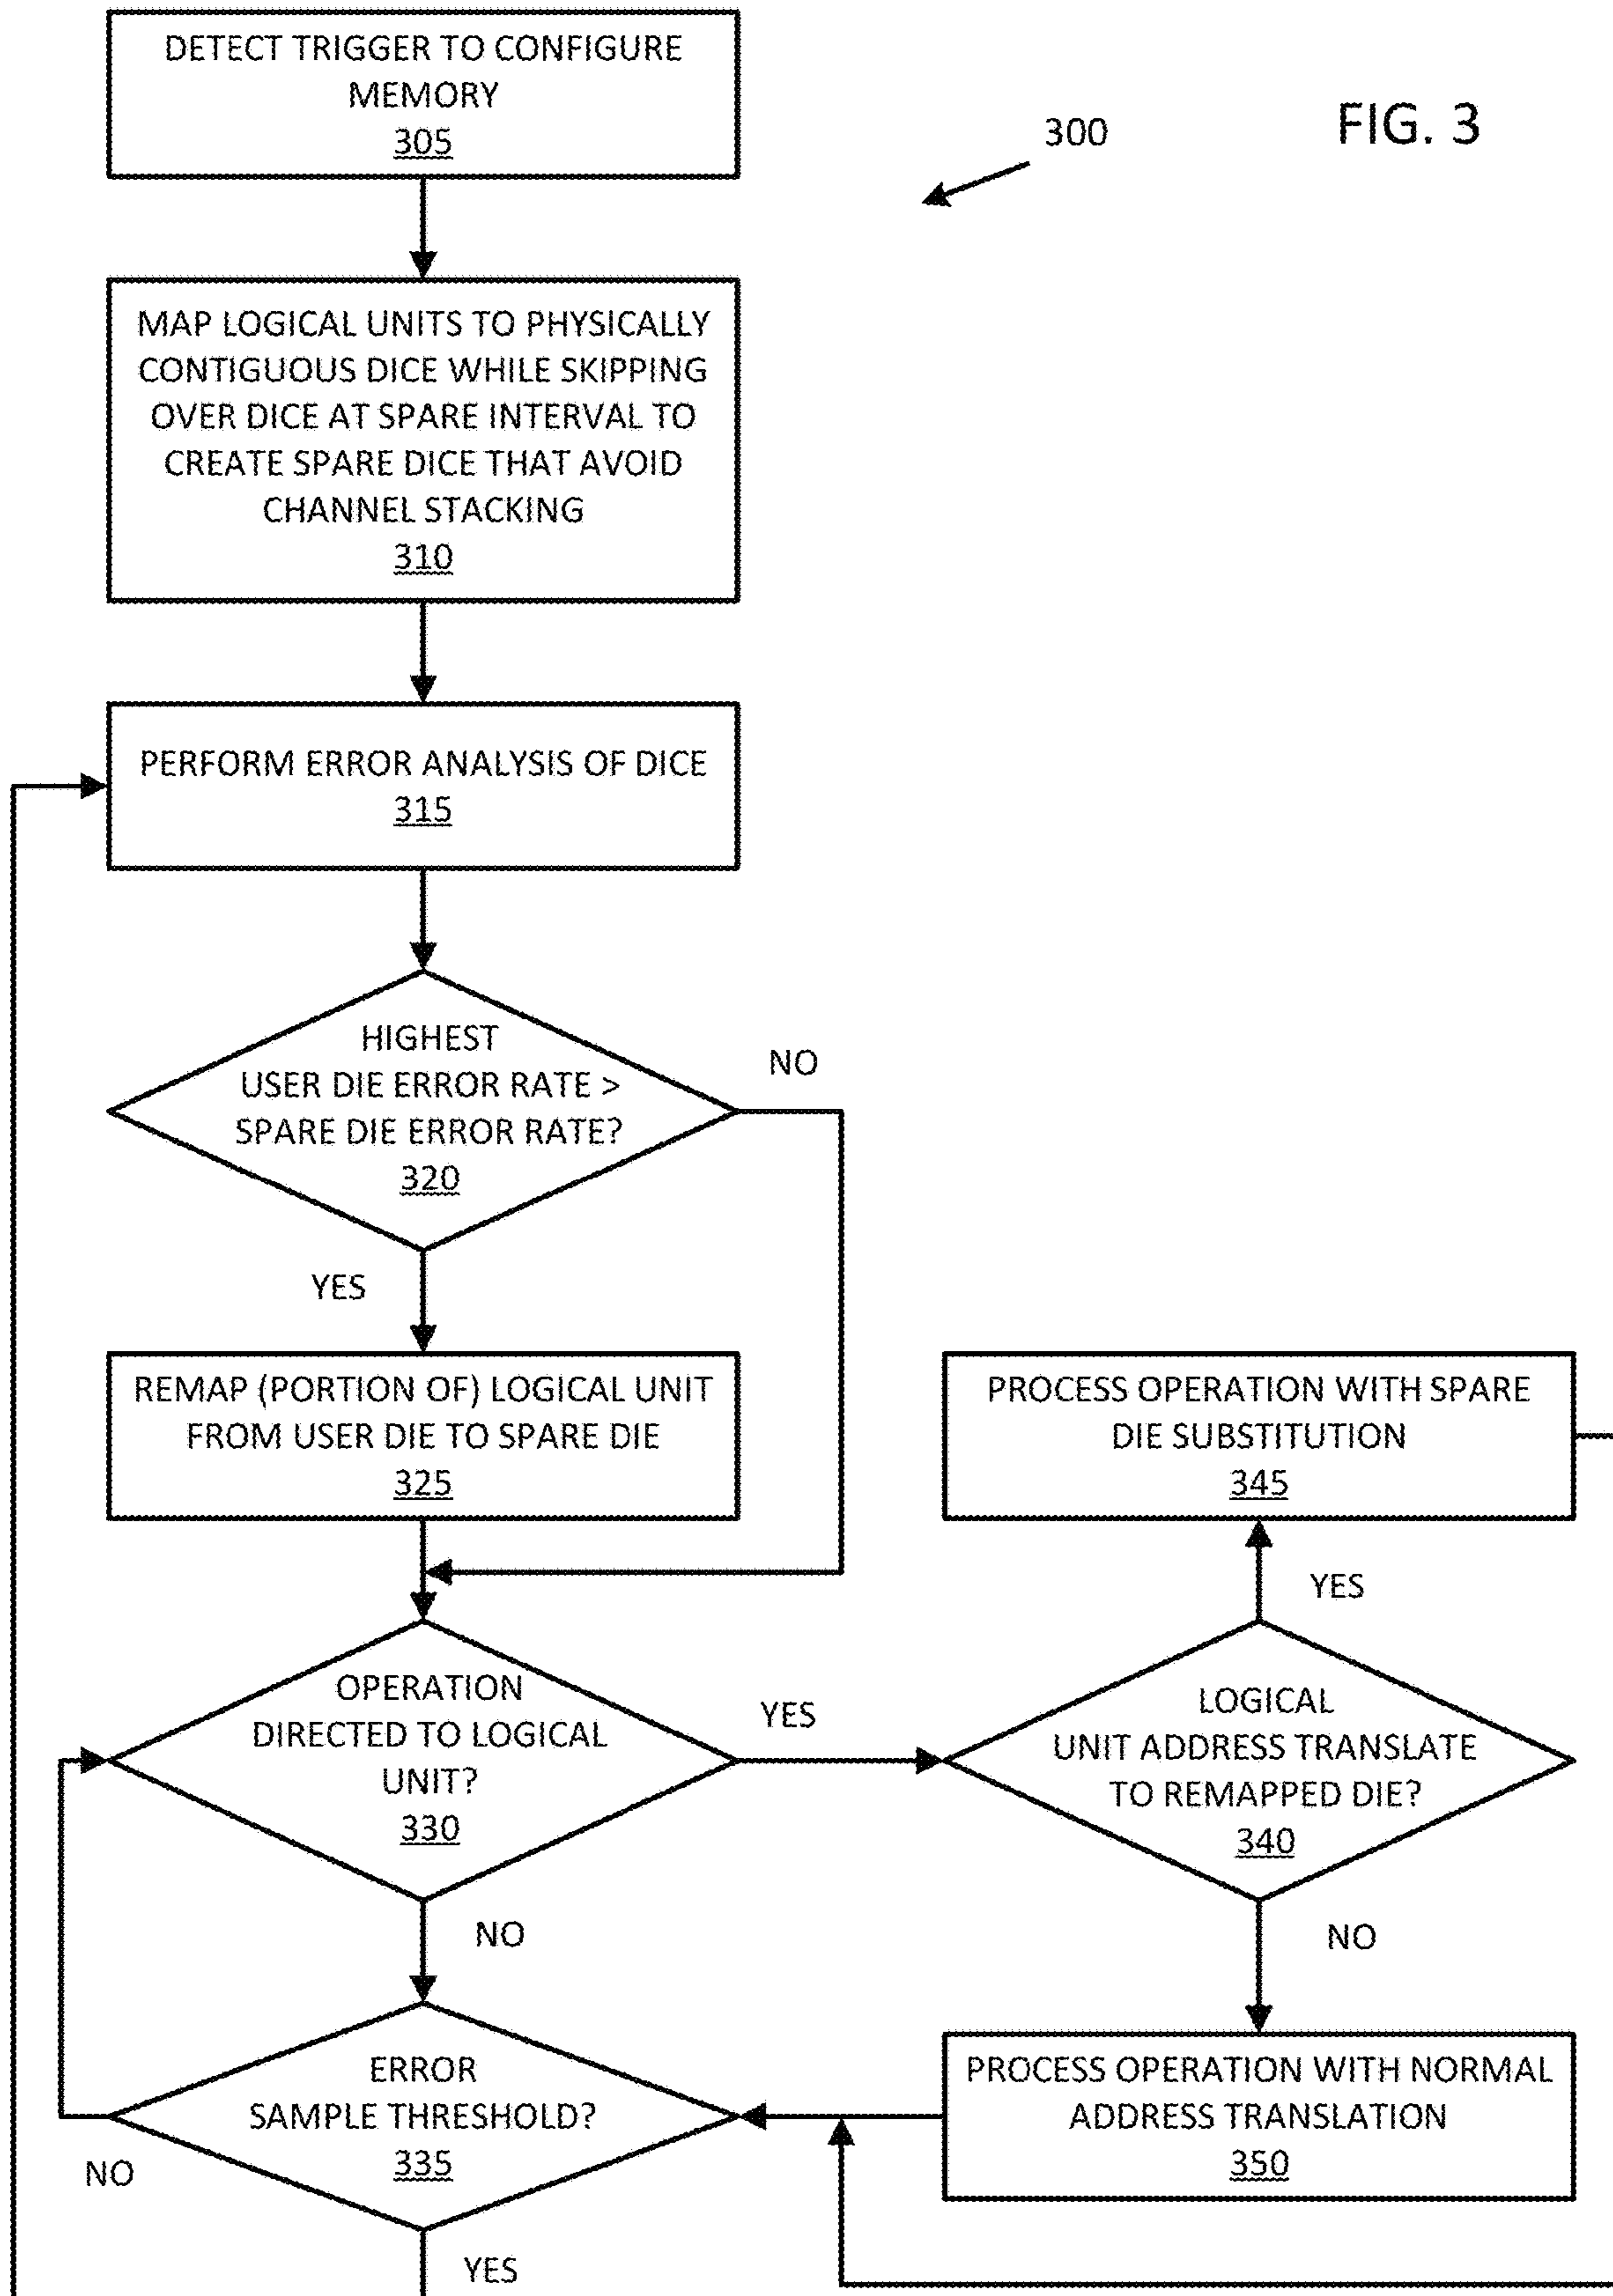 DETECT TRIGGER TO CONFIGURE
MEMORY
305
300
FIG. 3
MAP LOGICAL UNITS TO PHYSICALLY
CONTIGUOUS DICE WHILE SKIPPING
OVER DICE AT SPARE INTERVAL TO
CREATE SPARE DICE THAT AVOID
CHANNEL STACKING
310
PERFORM ERROR ANALYSIS OF DICE
315
HIGHEST
USER DIE ERROR RATE >
SPARE DIE ERROR RATE?
320
NO
YES
REMAP (PORTION OF) LOGICAL UNIT
FROM USER DIE TO SPARE DIE
325
PROCESS OPERATION WITH SPARE
DIE SUBSTITUTION
345
YES
OPERATION
DIRECTED TO LOGICAL
UNIT?
330
YES
LOGICAL
UNIT ADDRESS TRANSLATE
TO REMAPPED DIE?
340
NO
NO
ERROR
SAMPLE THRESHOLD?
335
NO
YES
PROCESS OPERATION WITH NORMAL
ADDRESS TRANSLATION
350